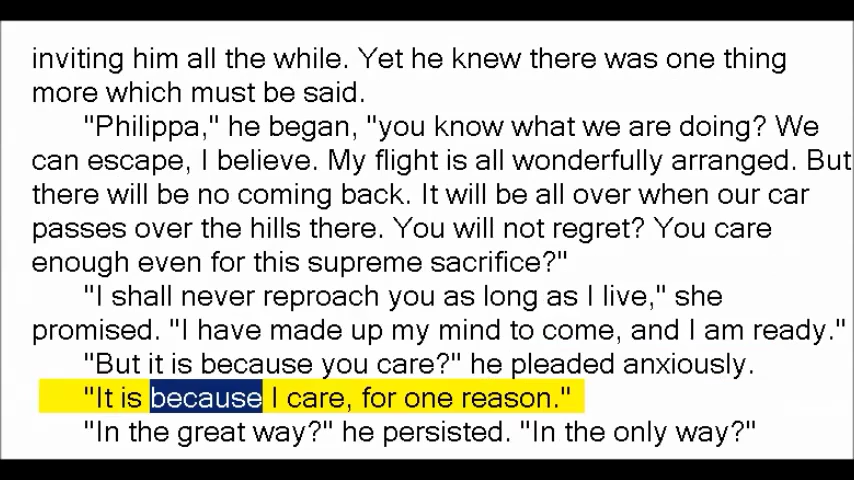 inviting him all the while. Yet he knew there was one thing
more which must be said.
"Philippa," he began, "you know what we are doing? We
can escape, I believe. My flight is all wonderfully arranged. But
there will be no coming back. It will be all over when our car
passes over the hills there. You will not regret? You care
enough even for this supreme sacrifice?"
"I shall never reproach you as long as I live," she
promised. "I have made up my mind to come, and I am ready."
"But it is because you care?" he pleaded anxiously.
"It is because I care, for one reason."
"In the great way?" he persisted. "In the only way?"